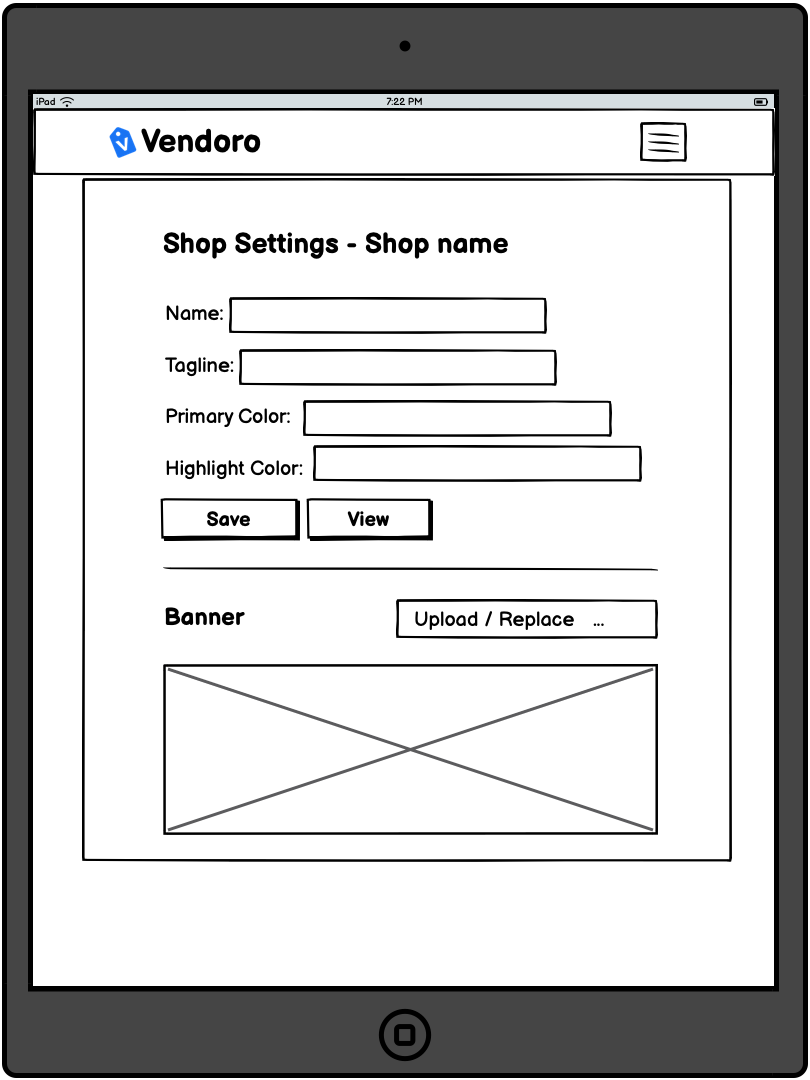 iPad 7:22 PM
Vendoro
Shop Settings - Shop name
Name:
Tagline:
Primary Color:
Highlight Color:
Save View
Banner Upload / Replace ...